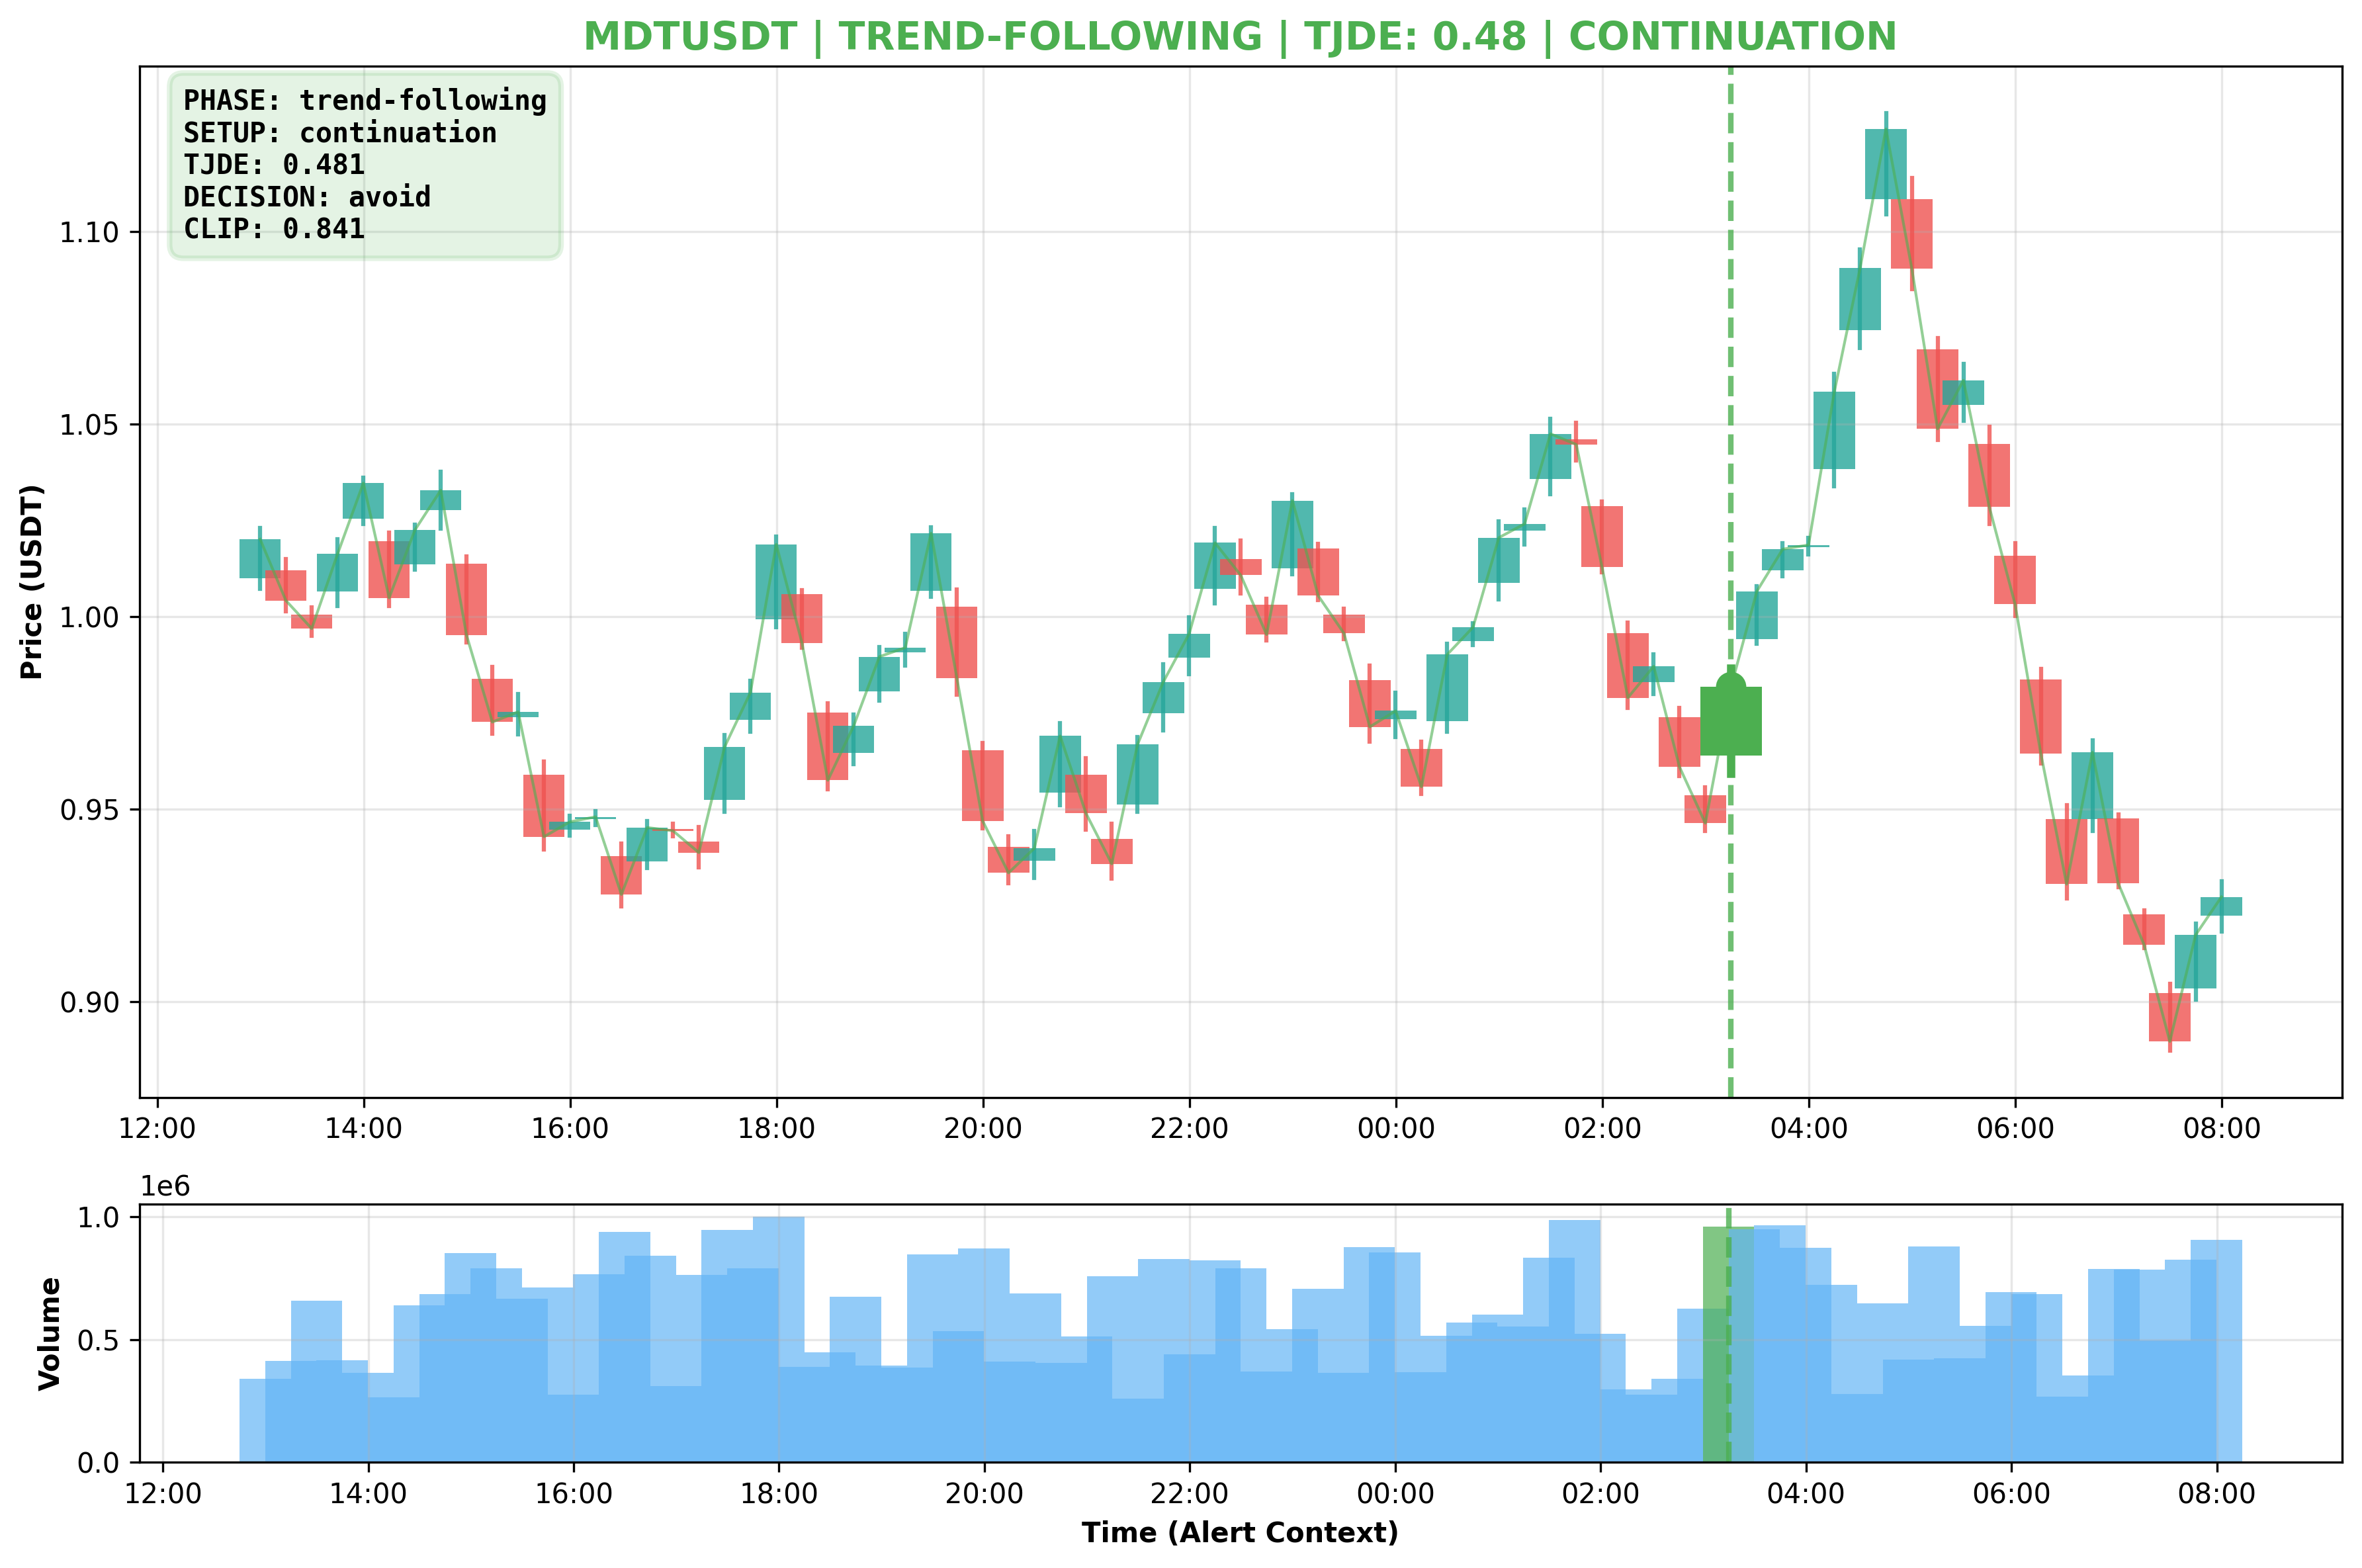 MDTUSDT | TREND-FOLLOWING | TJDE: 0.48 | CONTINUATION
PHASE: trend-following
SETUP: continuation
TJDE: 0.481
DECISION: avoid
CLIP: 0.841
Price (USDT)
1.10
1.05
1.00
0.95
0.90
12:00 14:00 16:00 18:00 20:00 22:00 00:00 02:00 04:00 06:00 08:00
1e6
Volume
1.0
0.5
0.0
12:00 14:00 16:00 18:00 20:00 22:00 00:00 02:00 04:00 06:00 08:00
Time (Alert Context)